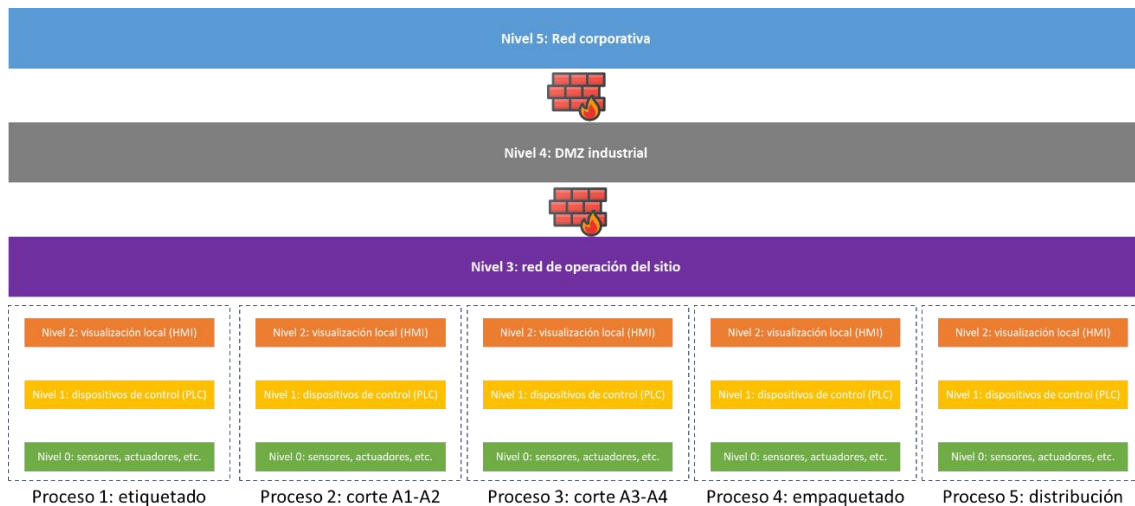 Nivel 5: Red corporativa
Nivel 4: DMZ industrial
Nivel 3: red de operación del sitio
Nivel 2: visualización local (HMI)
Nivel 2: visualización local (HMI)
Nivel 2: visualización local (HMI)
Nivel 2: visualización local (HMI)
Nivel 2: visualización local (HMI)
Nivel 1: dispositivos de control (PLC)
Nivel 1: dispositivos de control (PLC)
Nivel 1: dispositivos de control (PLC)
Nivel 1: dispositivos de control (PLC)
Nivel 1: dispositivos de control (PLC)
Nivel 0: sensores, actuadores, etc.
Nivel 0: sensores, actuadores, etc.
Nivel 0: sensores, actuadores, etc.
Nivel 0: sensores, actuadores, etc.
Nivel 0: sensores, actuadores, etc.
Proceso 1: etiquetado
Proceso 2: corte A1-A2
Proceso 3: corte A3-A4
Proceso 4: empaquetado
Proceso 5: distribución